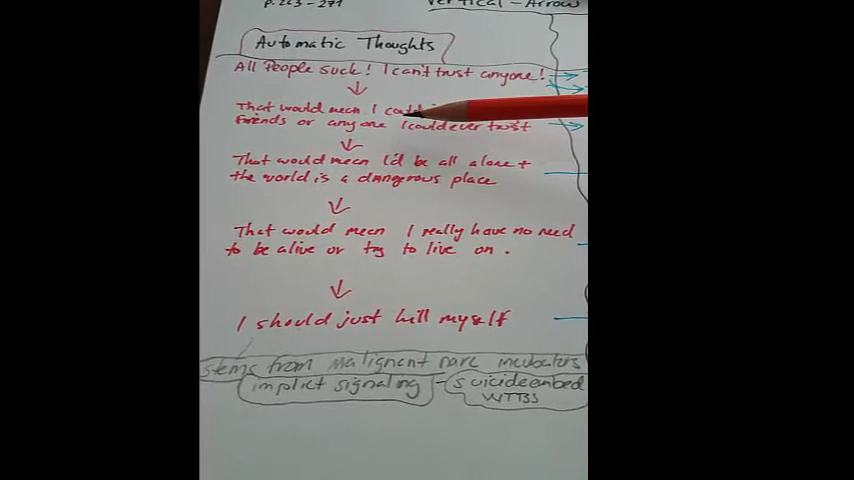 p. 263-271
Vertical-Arrow
Automatic Thoughts
All People suck! I can't trust anyone!
That would mean I
friends or anyone I could ever trust
That would mean I'd be all alone +
the world is a dangerous place
That would mean I really have no need
to be alive or try to live on.
I should just kill myself
stems from malignant narc incubators
implicit signaling - suicide embed
WTBS